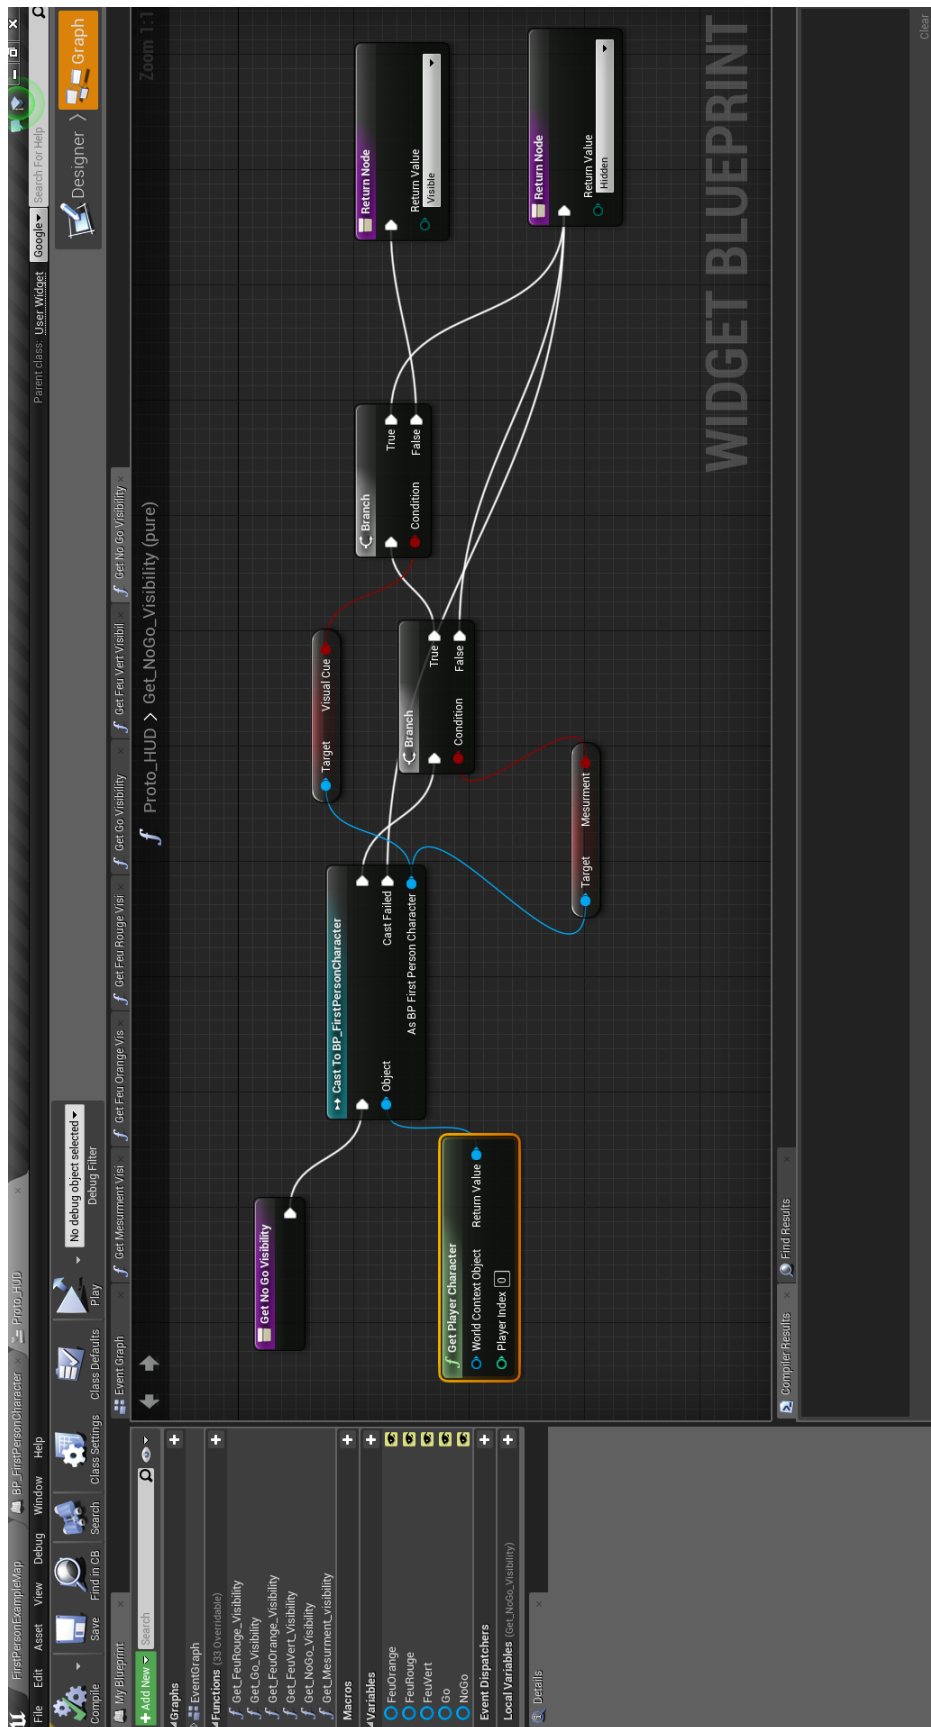 FirstPersonExampleMap
BP_FirstPersonCharacter ×
Proto_HUD ×
File Edit Asset View Debug Window Help
Parent class: User Widget
Google
Search For Help
Compile
Save
Find in CB
Search
Class Settings
Class Defaults
Play
No debug object selected
Debug Filter
Designer
Graph
My Blueprint ×
+ Add New
Search
Graphs
EventGraph
Functions (33 Overridable)
Get_FeuRouge_Visibility
Get_Go_Visibility
Get_FeuOrange_Visibility
Get_FeuVert_Visibility
Get_NoGo_Visibility
Get_Mesurment_visibility
Macros
Variables
FeuOrange
FeuRouge
FeuVert
Go
NoGo
Event Dispatchers
Local Variables (Get_NoGo_Visibility)
Details ×
Event Graph ×
f Get Mesurment Visi
f Get Feu Orange Vis ×
f Get Feu Rouge Visi ×
f Get Go Visibility ×
f Get Feu Vert Visibil ×
f Get No Go Visibility ×
f Proto_HUD > Get_NoGo_Visibility (pure)
Zoom 1:1
Get No Go Visibility
f Get Player Character
World Context Object
Return Value
Player Index 0
Cast To BP_FirstPersonCharacter
Object
Cast Failed
As BP First Person Character
Target Visual Cue
Target Mesurment
Branch
True
Condition
False
Branch
True
Condition
False
Return Node
Return Value
Visible
Return Node
Return Value
Hidden
WIDGET BLUEPRINT
Compiler Results ×
Find Results ×
Clear